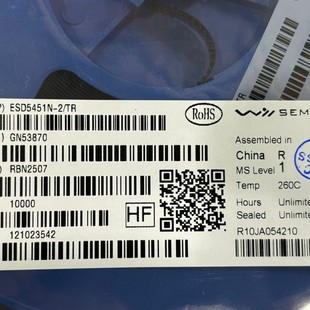 ) ESD5451N-2/TR
) GN53870
) RBN2507
10000
121023542
RoHS
HF
SEM
Assembled in
China R
MS Level 1
Temp 260C
Hours Unlimite
Sealed Unlimite
R10JA054210